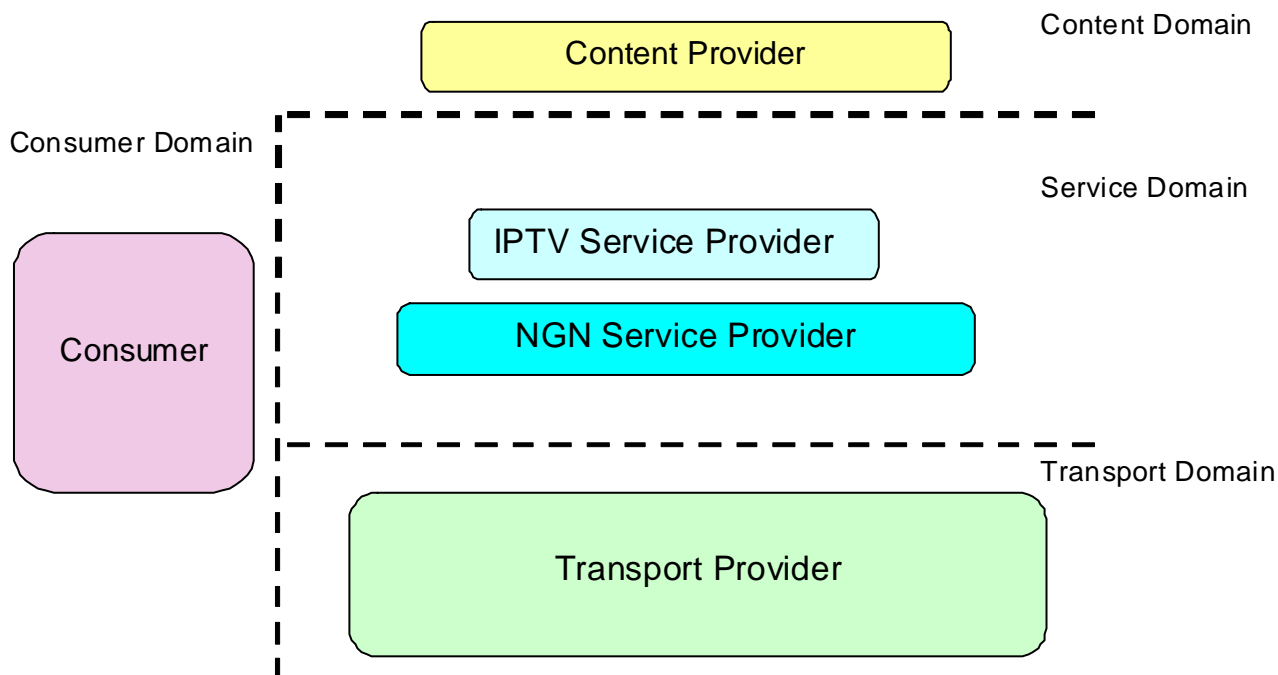 Content Domain
Content Provider
Consumer Domain
Service Domain
IPTV Service Provider
NGN Service Provider
Consumer
Transport Domain
Transport Provider